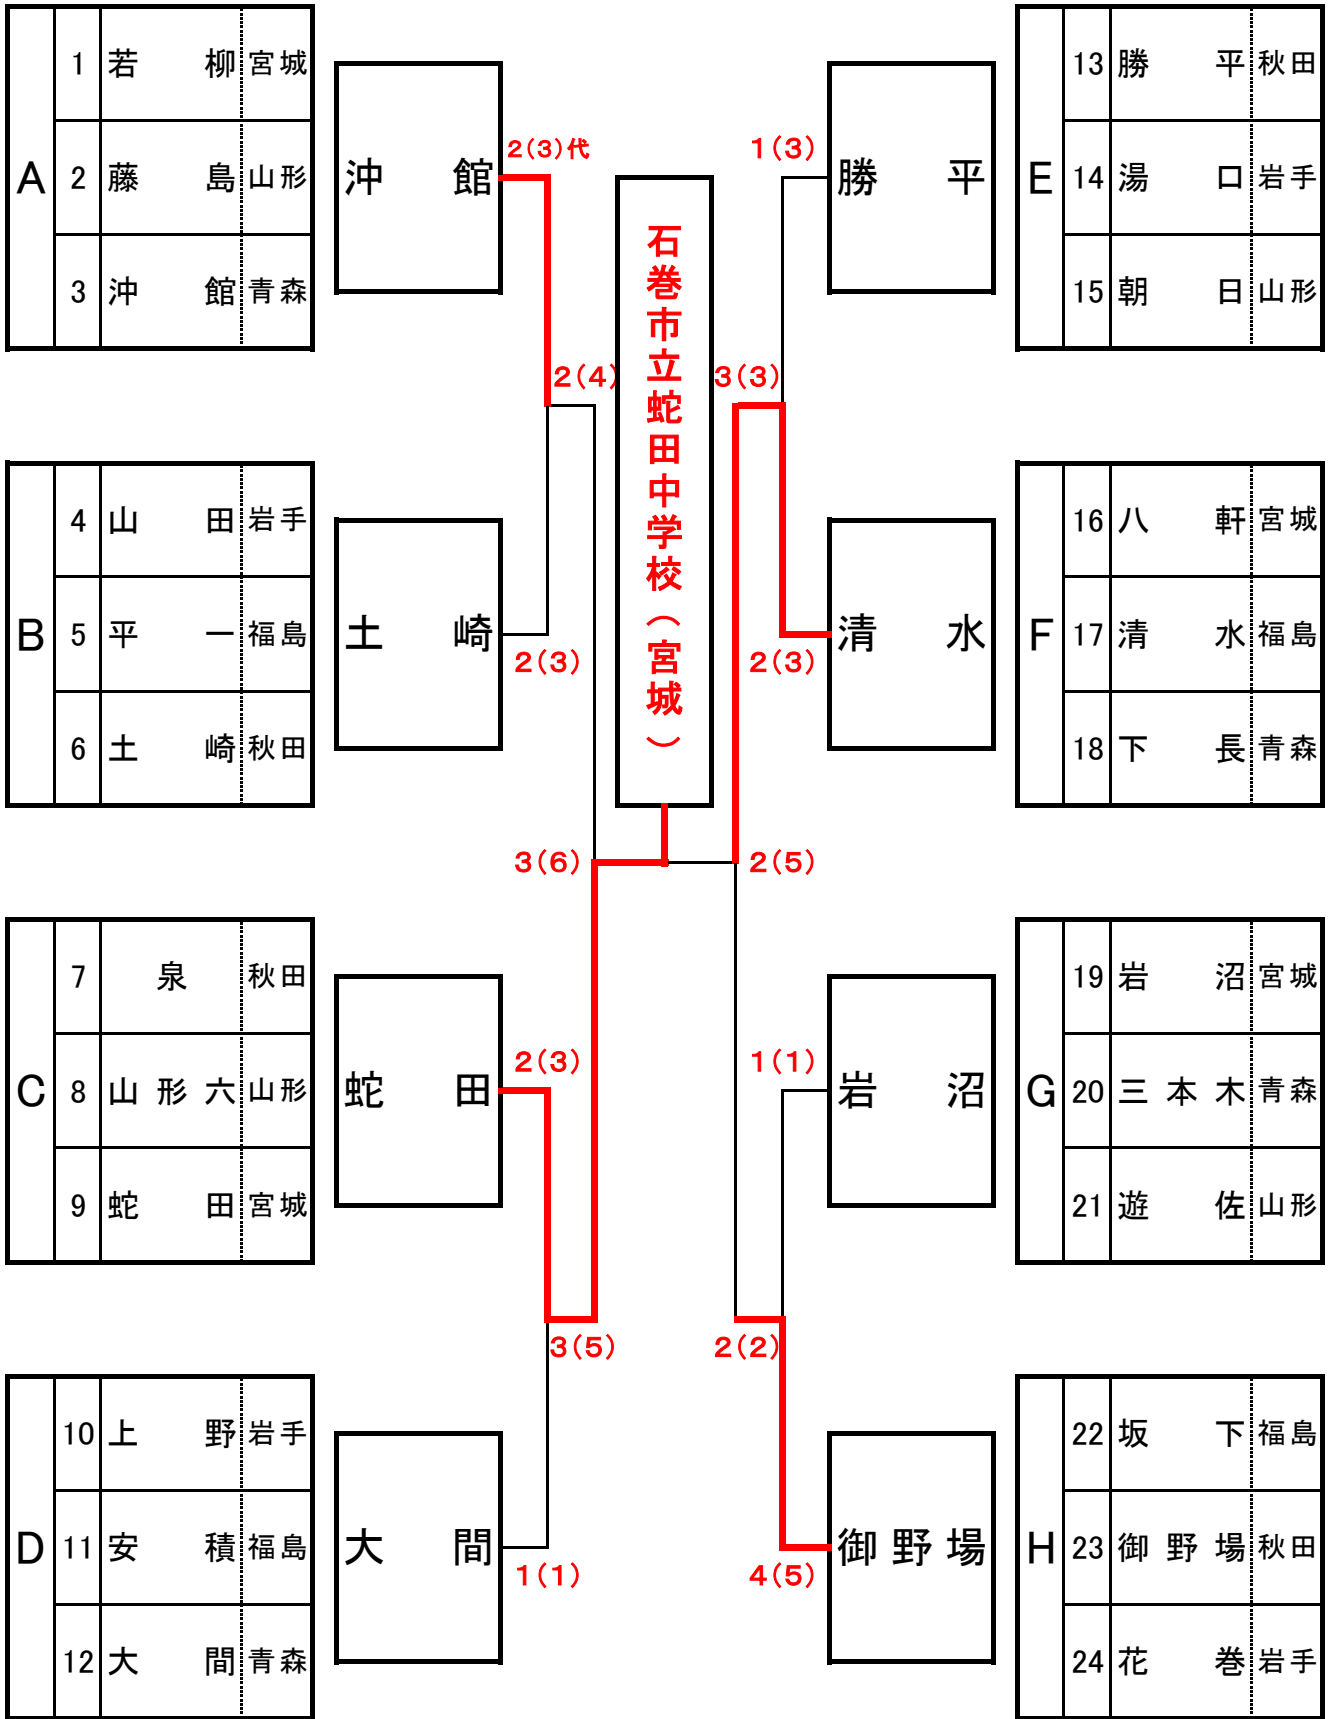 A
1 若柳 宮城
2 藤島 山形
3 沖館 青森
B
4 山田 岩手
5 平一 福島
6 土崎 秋田
C
7 泉 秋田
8 山形六 山形
9 蛇田 宮城
D
10 上野 岩手
11 安積 福島
12 大間 青森
沖館
土崎
蛇田
大間
2(3)代
2(4)
2(3)
3(6)
2(3)
3(5)
1(1)
石巻市立蛇田中学校(宮城)
1(3)
3(3)
2(3)
2(5)
1(1)
2(2)
4(5)
勝平
清水
岩沼
御野場
E
13 勝平 秋田
14 湯口 岩手
15 朝日 山形
F
16 八軒 宮城
17 清水 福島
18 下長 青森
G
19 岩沼 宮城
20 三本木 青森
21 遊佐 山形
H
22 坂下 福島
23 御野場 秋田
24 花巻 岩手